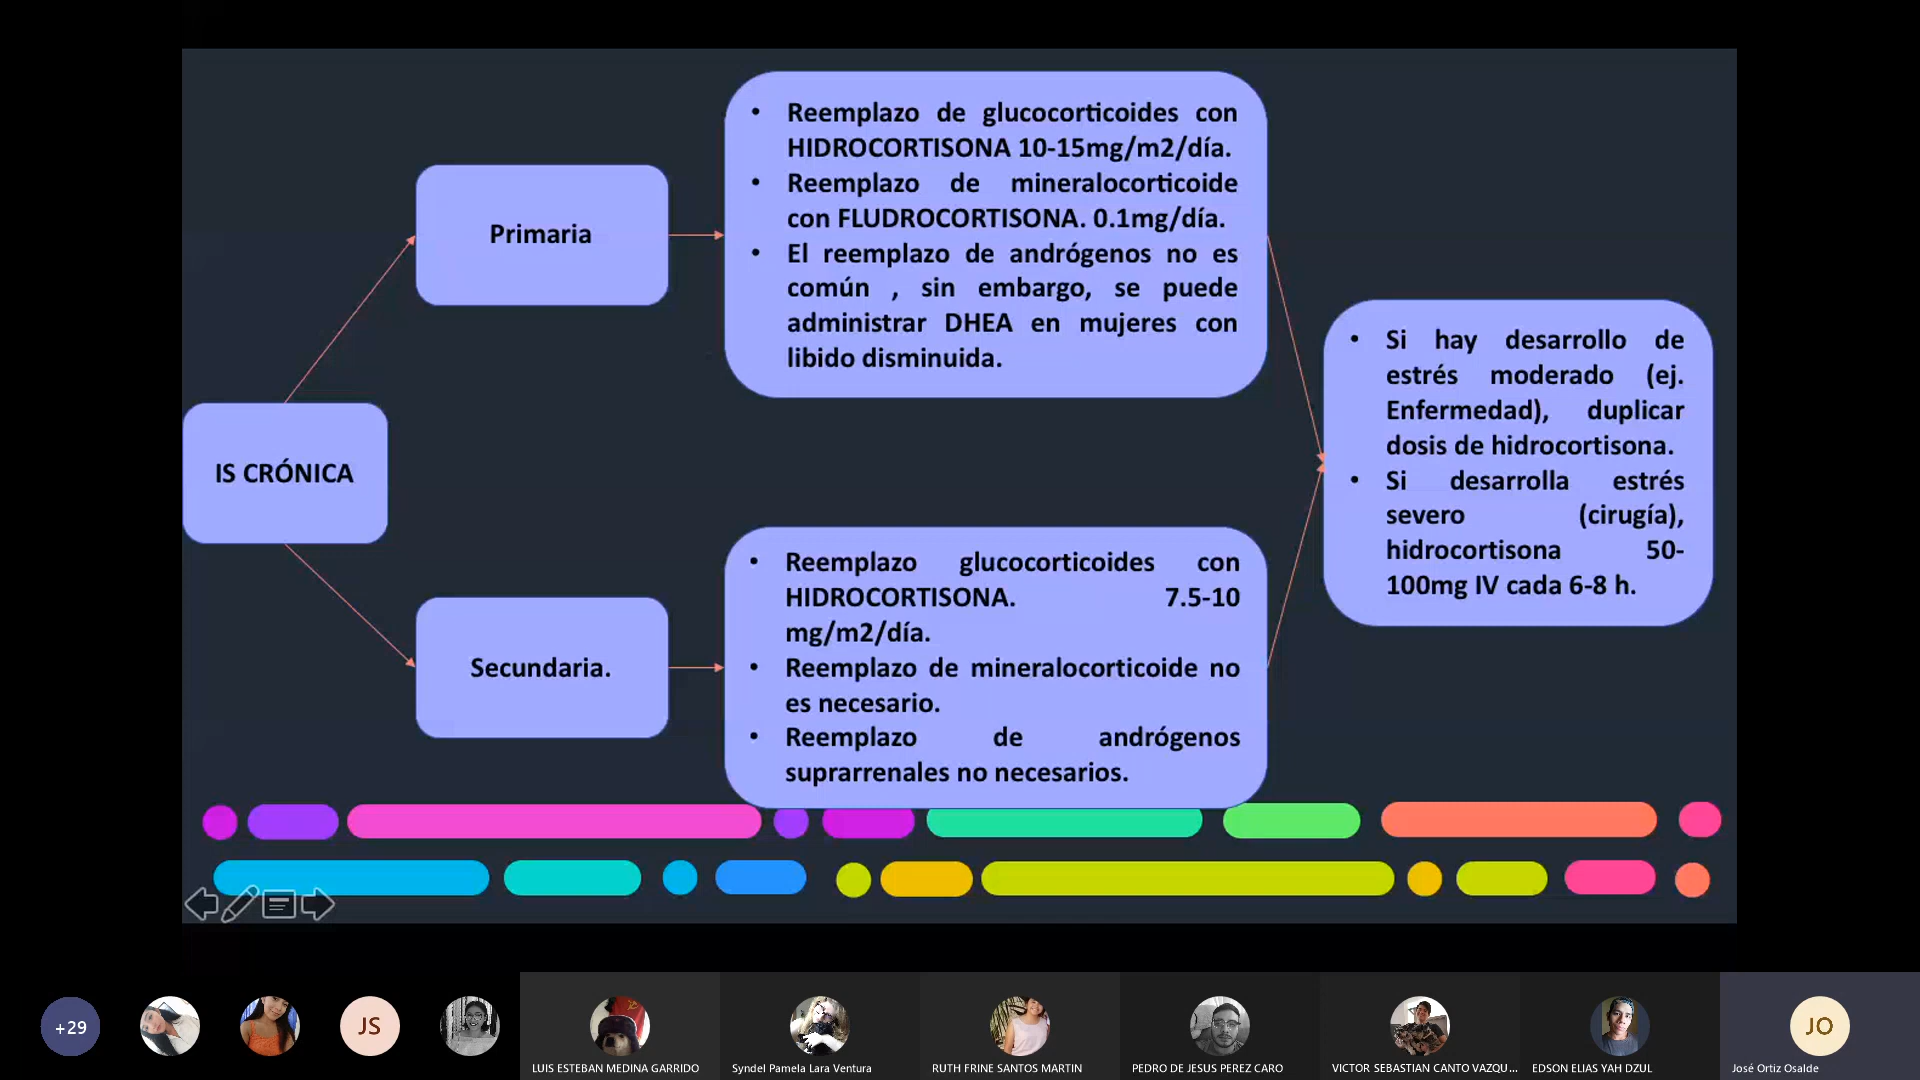 IS CRÓNICA
Primaria
• Reemplazo de glucocorticoides con
HIDROCORTISONA 10-15mg/m2/día.
• Reemplazo de mineralocorticoide
con FLUDROCORTISONA. 0.1mg/día.
• El reemplazo de andrógenos no es
común , sin embargo, se puede
administrar DHEA en mujeres con
libido disminuida.
Secundaria.
• Reemplazo glucocorticoides con
HIDROCORTISONA. 7.5-10
mg/m2/día.
• Reemplazo de mineralocorticoide no
es necesario.
• Reemplazo de andrógenos
suprarrenales no necesarios.
• Si hay desarrollo de
estrés moderado (ej.
Enfermedad), duplicar
dosis de hidrocortisona.
• Si desarrolla estrés
severo (cirugía),
hidrocortisona 50-
100mg IV cada 6-8 h.
+29
JS
LUIS ESTEBAN MEDINA GARRIDO
Syndel Pamela Lara Ventura
RUTH FRINE SANTOS MARTIN
PEDRO DE JESUS PEREZ CARO
VICTOR SEBASTIAN CANTO VAZQU...
EDSON ELIAS YAH DZUL
JO
José Ortiz Osalde